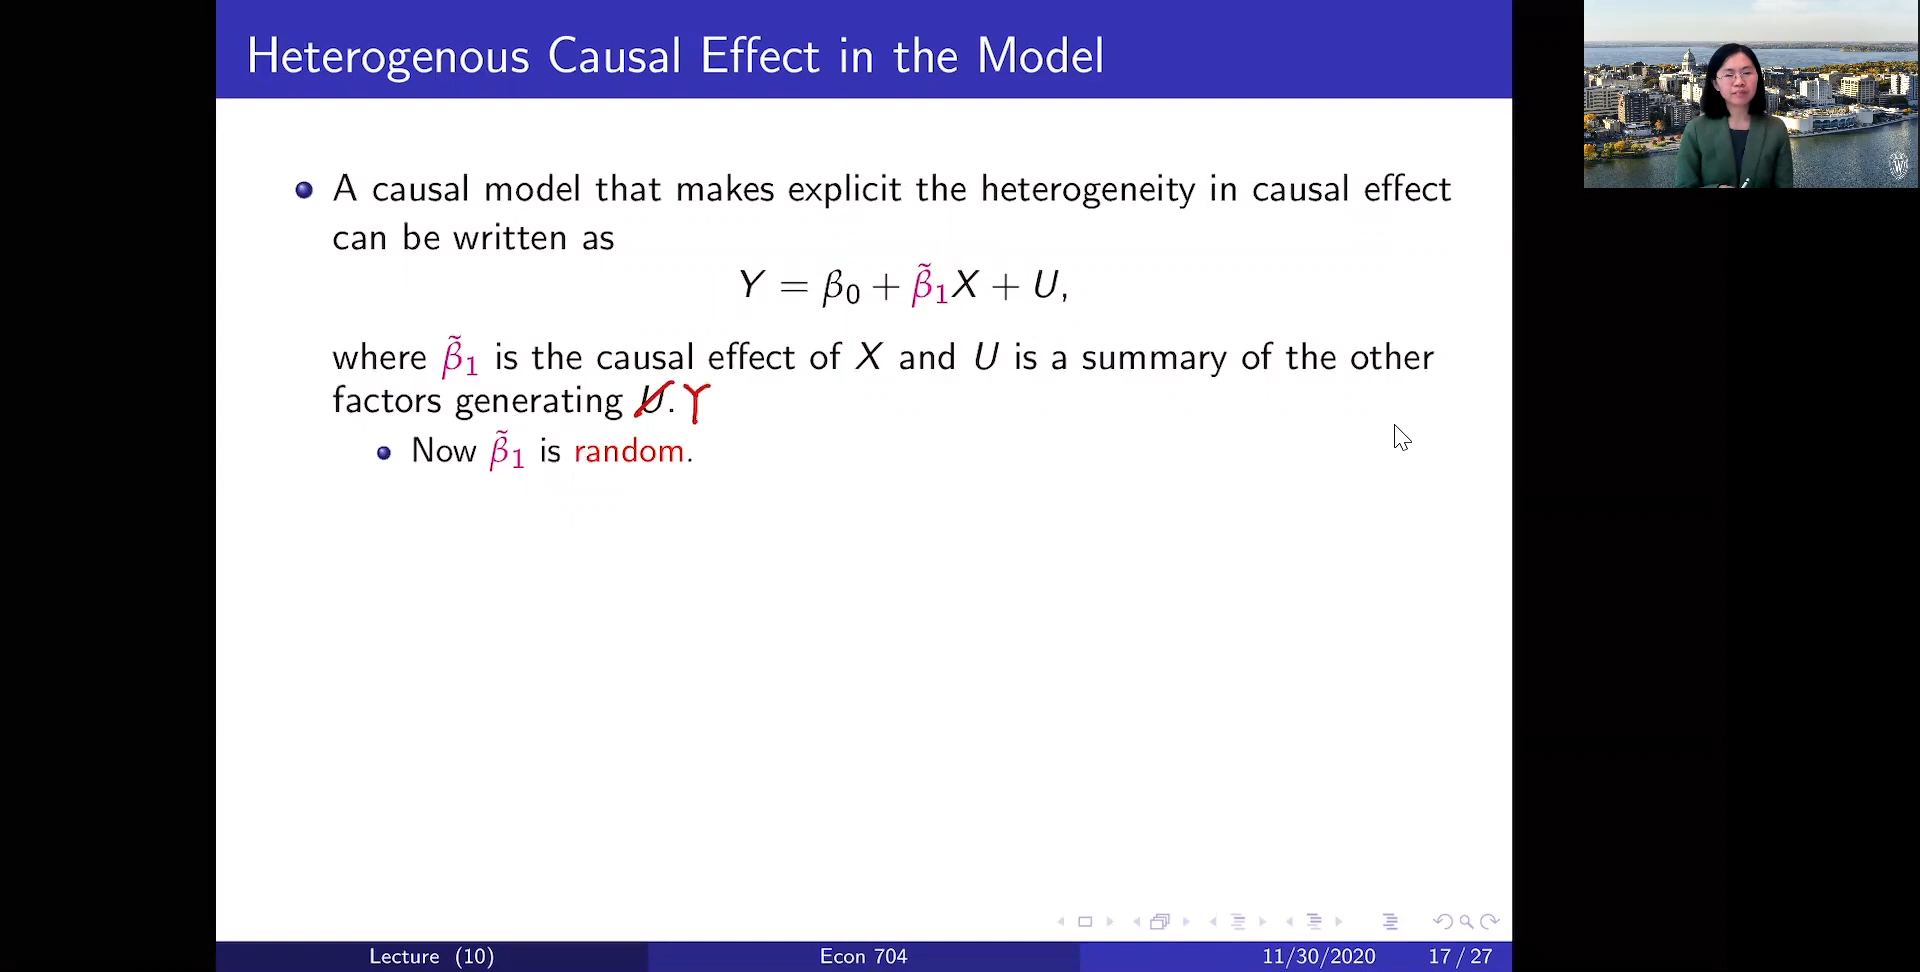 Heterogenous Causal Effect in the Model
A causal model that makes explicit the heterogeneity in causal effect
can be written as
Y = β₀ + β̃₁X + U,
where β̃₁ is the causal effect of X and U is a summary of the other
factors generating U. Y
Now β̃₁ is random.
Lecture (10) Econ 704 11/30/2020 17 / 27
W